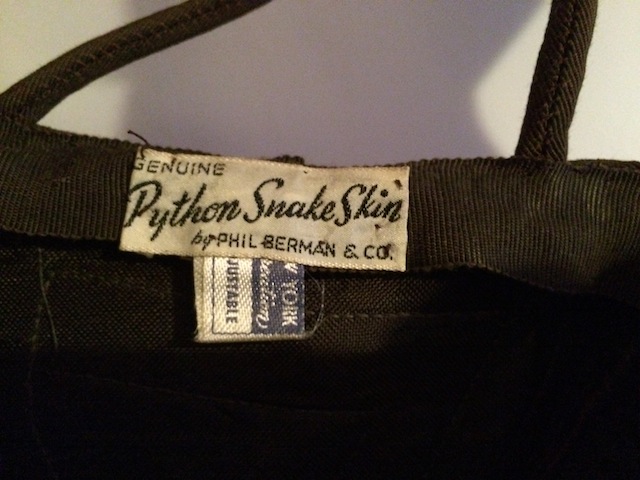 GENUINE
Python Snake Skin
by PHIL BERMAN & CO.
YORK
JUSTABLE